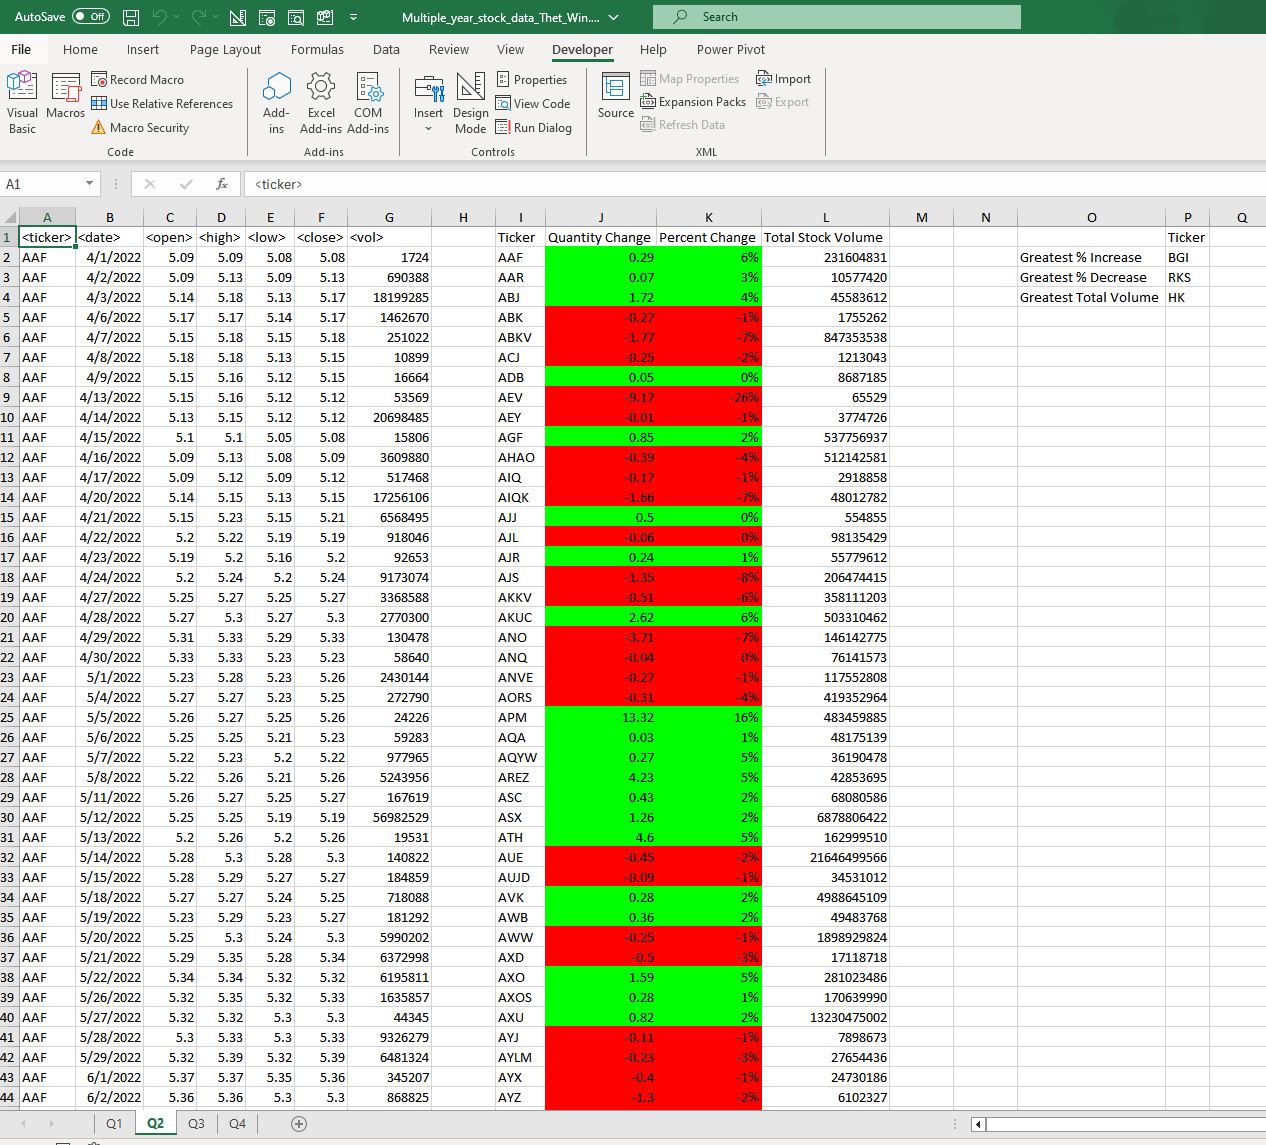 AutoSave Off Multiple_year_stock_data_Thet_Win.... Search
File Home Insert Page Layout Formulas Data Review View Developer Help Power Pivot
Visual Basic
Macros
Record Macro
Use Relative References
Macro Security
Code
Add-ins
Excel Add-ins
COM Add-ins
Add-ins
Insert
Design Mode
Properties
View Code
Run Dialog
Controls
Source
Map Properties
Expansion Packs
Refresh Data
Import
Export
XML
A1 fx <ticker>
A B C D E F G H I J K L M N O P Q
1 <ticker> <date> <open> <high> <low> <close> <vol> Ticker Quantity Change Percent Change Total Stock Volume Ticker
2 AAF 4/1/2022 5.09 5.09 5.08 5.08 1724 AAF 0.29 6% 231604831 Greatest % Increase BGI
3 AAF 4/2/2022 5.09 5.13 5.09 5.13 690388 AAR 0.07 3% 10577420 Greatest % Decrease RKS
4 AAF 4/3/2022 5.14 5.18 5.13 5.17 18199285 ABJ 1.72 4% 45583612 Greatest Total Volume HK
5 AAF 4/6/2022 5.17 5.17 5.14 5.17 1462670 ABK -0.27 -1% 1755262
6 AAF 4/7/2022 5.15 5.18 5.15 5.18 251022 ABKV -1.77 -7% 847353538
7 AAF 4/8/2022 5.18 5.18 5.13 5.15 10899 ACJ -0.25 -2% 1213043
8 AAF 4/9/2022 5.15 5.16 5.12 5.15 16664 ADB 0.05 0% 8687185
9 AAF 4/13/2022 5.15 5.16 5.12 5.12 53569 AEV -9.17 -26% 65529
10 AAF 4/14/2022 5.13 5.15 5.12 5.12 20698485 AEY -0.01 -1% 3774726
11 AAF 4/15/2022 5.1 5.1 5.05 5.08 15806 AGF 0.85 2% 537756937
12 AAF 4/16/2022 5.09 5.13 5.08 5.09 3609880 AHAO -0.39 -4% 512142581
13 AAF 4/17/2022 5.09 5.12 5.09 5.12 517468 AIQ -0.17 -1% 2918858
14 AAF 4/20/2022 5.14 5.15 5.13 5.15 17256106 AIQK -1.66 -7% 48012782
15 AAF 4/21/2022 5.15 5.23 5.15 5.21 6568495 AJJ 0.5 0% 554855
16 AAF 4/22/2022 5.2 5.22 5.19 5.19 918046 AJL -0.06 0% 98135429
17 AAF 4/23/2022 5.19 5.2 5.16 5.2 92653 AJR 0.24 1% 55779612
18 AAF 4/24/2022 5.2 5.24 5.2 5.24 9173074 AJS -1.35 -8% 206474415
19 AAF 4/27/2022 5.25 5.27 5.25 5.27 3368588 AKKV -0.51 -6% 358111203
20 AAF 4/28/2022 5.27 5.3 5.27 5.3 2770300 AKUC 2.62 6% 503310462
21 AAF 4/29/2022 5.31 5.33 5.29 5.33 130478 ANO -3.71 -7% 146142775
22 AAF 4/30/2022 5.33 5.33 5.23 5.23 58640 ANQ -0.04 0% 76141573
23 AAF 5/1/2022 5.23 5.28 5.23 5.26 2430144 ANVE -0.27 -1% 117552808
24 AAF 5/4/2022 5.27 5.27 5.23 5.25 272790 AORS -0.31 -4% 419352964
25 AAF 5/5/2022 5.26 5.27 5.25 5.26 24226 APM 13.32 16% 483459885
26 AAF 5/6/2022 5.25 5.25 5.21 5.23 59283 AQA 0.03 1% 48175139
27 AAF 5/7/2022 5.22 5.23 5.2 5.22 977965 AQYW 0.27 5% 36190478
28 AAF 5/8/2022 5.22 5.26 5.21 5.26 5243956 AREZ 4.23 5% 42853695
29 AAF 5/11/2022 5.26 5.27 5.25 5.27 167619 ASC 0.43 2% 68080586
30 AAF 5/12/2022 5.25 5.25 5.19 5.19 56982529 ASX 1.26 2% 6878806422
31 AAF 5/13/2022 5.2 5.26 5.2 5.26 19531 ATH 4.6 5% 162999510
32 AAF 5/14/2022 5.28 5.3 5.28 5.3 140822 AUE -0.45 -2% 21646499566
33 AAF 5/15/2022 5.28 5.29 5.27 5.27 184859 AUJD -0.09 -1% 34531012
34 AAF 5/18/2022 5.27 5.27 5.24 5.25 718088 AVK 0.28 2% 4988645109
35 AAF 5/19/2022 5.23 5.29 5.23 5.27 181292 AWB 0.36 2% 49483768
36 AAF 5/20/2022 5.25 5.3 5.24 5.3 5990202 AWW -0.25 -1% 1898929824
37 AAF 5/21/2022 5.29 5.35 5.28 5.34 6372998 AXD -0.5 -3% 17118718
38 AAF 5/22/2022 5.34 5.34 5.32 5.32 6195811 AXO 1.59 5% 281023486
39 AAF 5/26/2022 5.32 5.35 5.32 5.33 1635857 AXOS 0.28 1% 170639990
40 AAF 5/27/2022 5.32 5.32 5.3 5.3 44345 AXU 0.82 2% 13230475002
41 AAF 5/28/2022 5.3 5.33 5.3 5.33 9326279 AYJ -0.11 -1% 7898673
42 AAF 5/29/2022 5.32 5.39 5.32 5.39 6481324 AYLM -0.23 -3% 27654436
43 AAF 6/1/2022 5.37 5.37 5.35 5.36 345207 AYX -0.4 -1% 24730186
44 AAF 6/2/2022 5.36 5.36 5.3 5.3 868825 AYZ -1.3 -2% 6102327
Q1 Q2 Q3 Q4